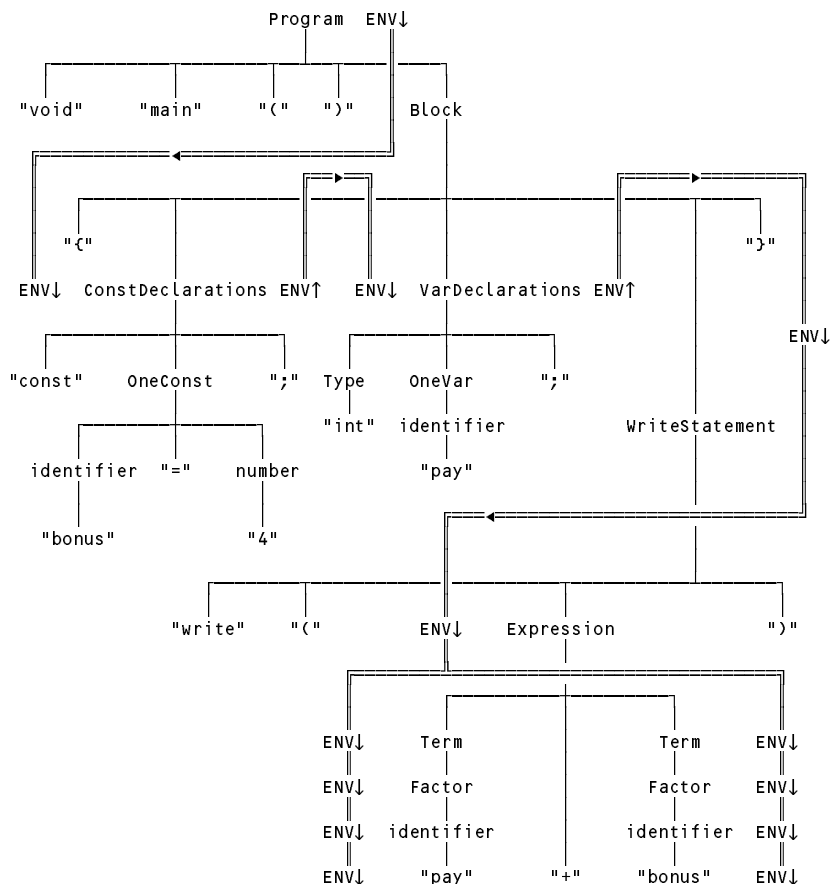 Program ENV↓
"void" "main" "(" ")" Block
"{" "}"
ENV↓ ConstDeclarations ENV↑ ENV↓ VarDeclarations ENV↑
ENV↓
"const" OneConst ";" Type OneVar ";"
"int" identifier WriteStatement
identifier "=" number "pay"
"bonus" "4"
"write" "(" ENV↓ Expression ")"
ENV↓ Term Term ENV↓
ENV↓ Factor Factor ENV↓
ENV↓ identifier identifier ENV↓
ENV↓ "pay" "+" "bonus" ENV↓